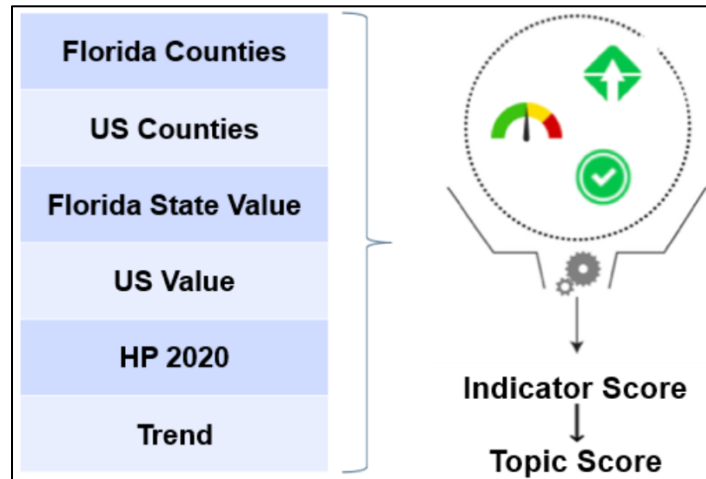 Florida Counties
US Counties
Florida State Value
US Value
HP 2020
Trend
Indicator Score
Topic Score